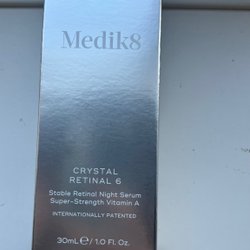 Medik8
CRYSTAL
RETINAL 6
Stable Retinal Night Serum
Super-Strength Vitamin A
INTERNATIONALLY PATENTED
30mL ℮ / 1.0 Fl. Oz.